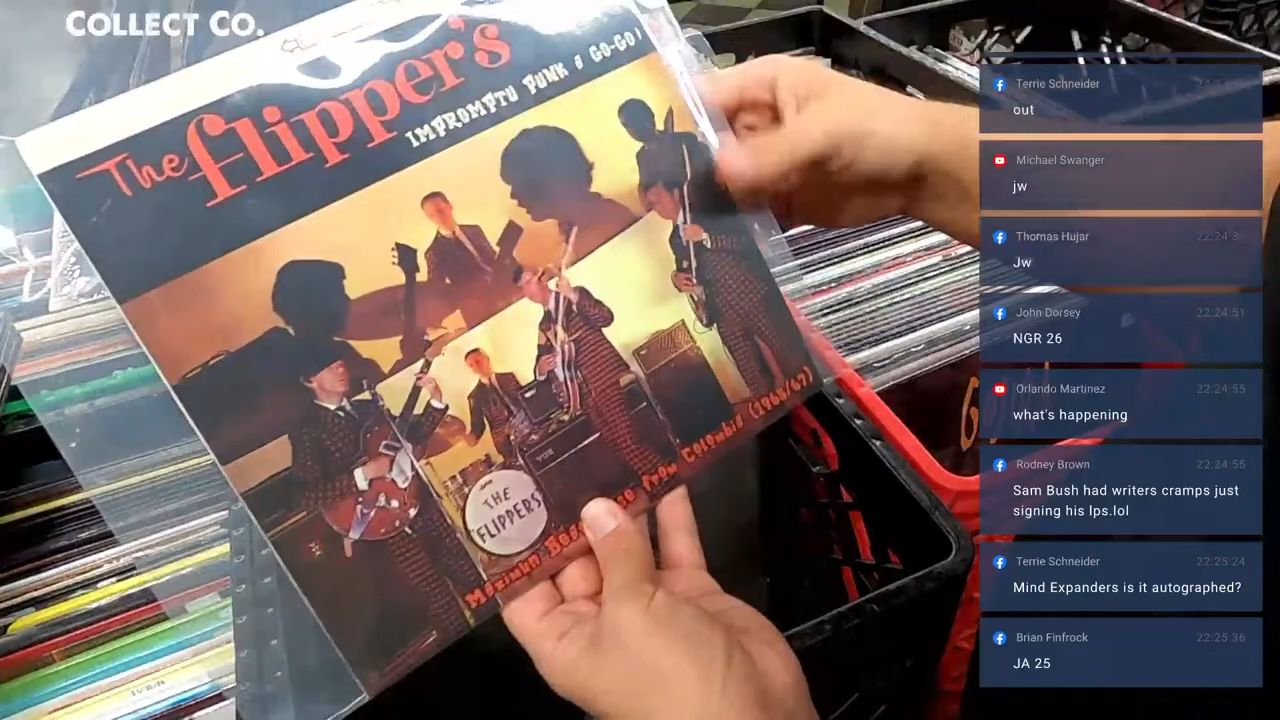 COLLECT CO.
The flipper's
IMPROMPTU FUNK & GO-GO!
VOX
THE
FLIPPERS
From Colombia (1965/67)
Terrie Schneider
out
Michael Swanger
jw
Thomas Hujar
Jw
John Dorsey 22:24:51
NGR 26
Orlando Martinez 22:24:55
what's happening
Rodney Brown 22:24:55
Sam Bush had writers cramps just
signing his lps.lol
Terrie Schneider 22:25:24
Mind Expanders is it autographed?
Brian Finfrock 22:25:36
JA 25